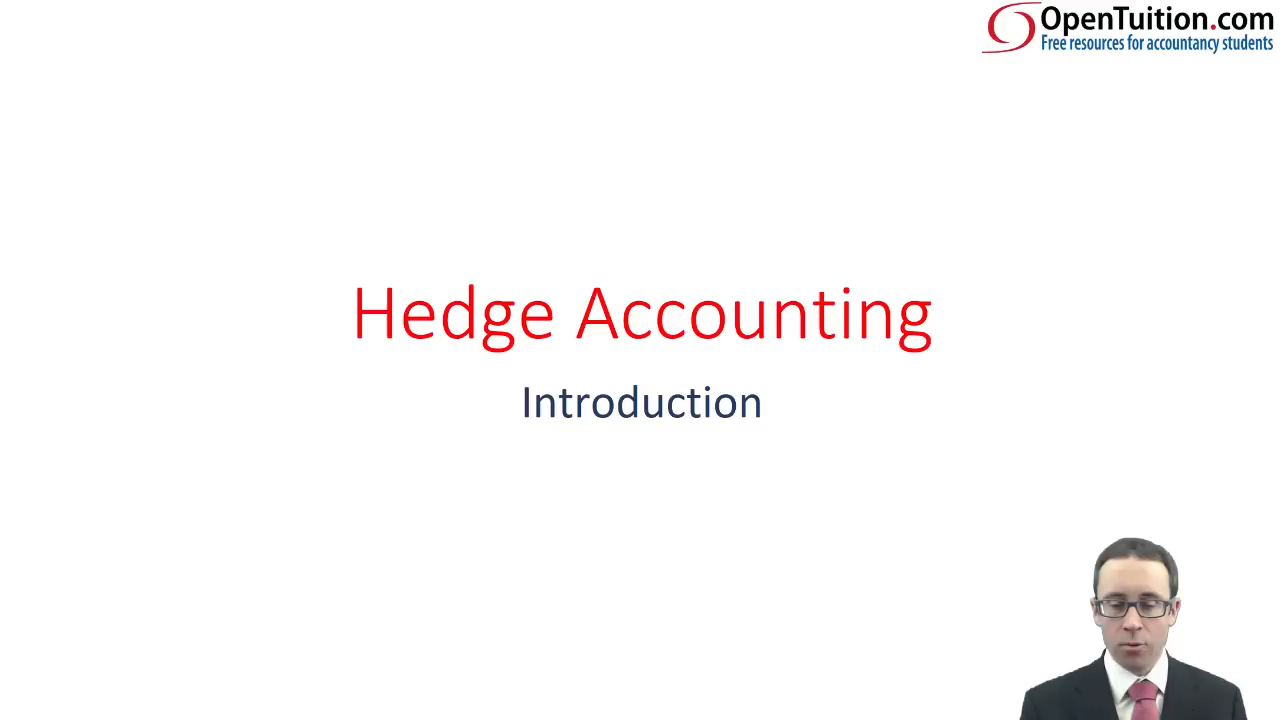 OpenTuition.com
Free resources for accountancy students
Hedge Accounting
Introduction